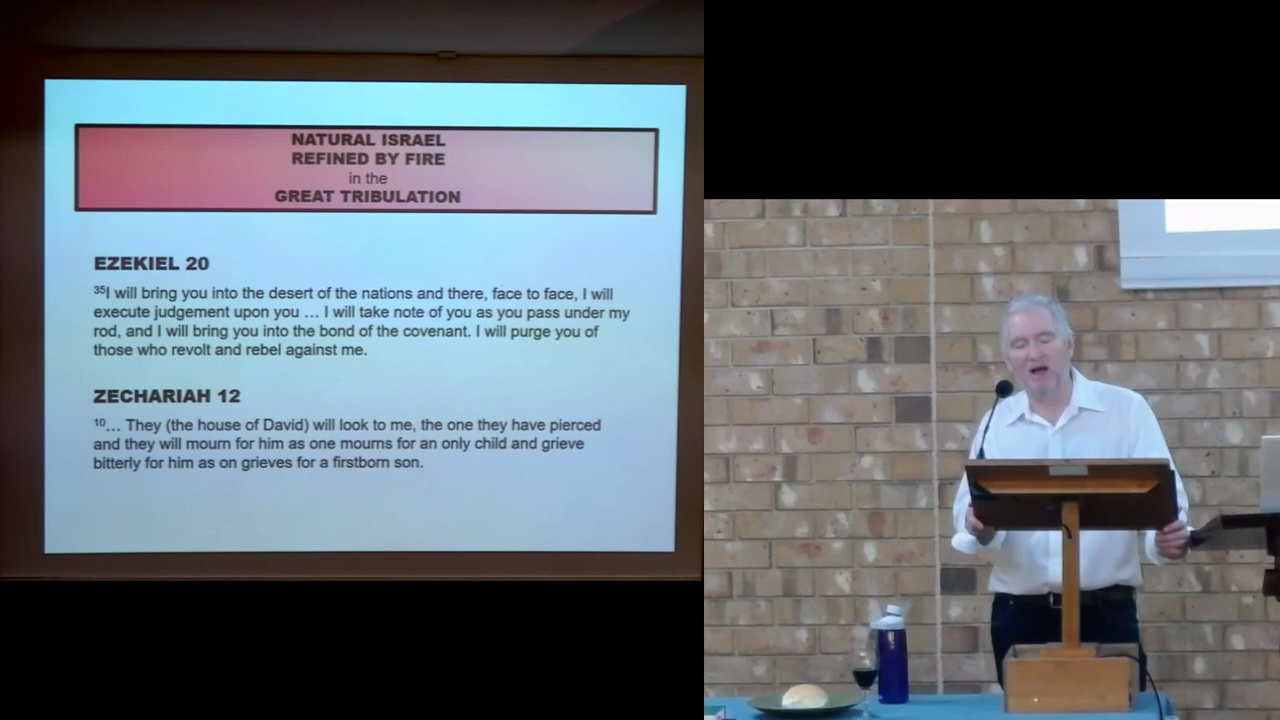 NATURAL ISRAEL
REFINED BY FIRE
in the
GREAT TRIBULATION
EZEKIEL 20
35I will bring you into the desert of the nations and there, face to face, I will
execute judgement upon you ... I will take note of you as you pass under my
rod, and I will bring you into the bond of the covenant. I will purge you of
those who revolt and rebel against me.
ZECHARIAH 12
10... They (the house of David) will look to me, the one they have pierced
and they will mourn for him as one mourns for an only child and grieve
bitterly for him as on grieves for a firstborn son.